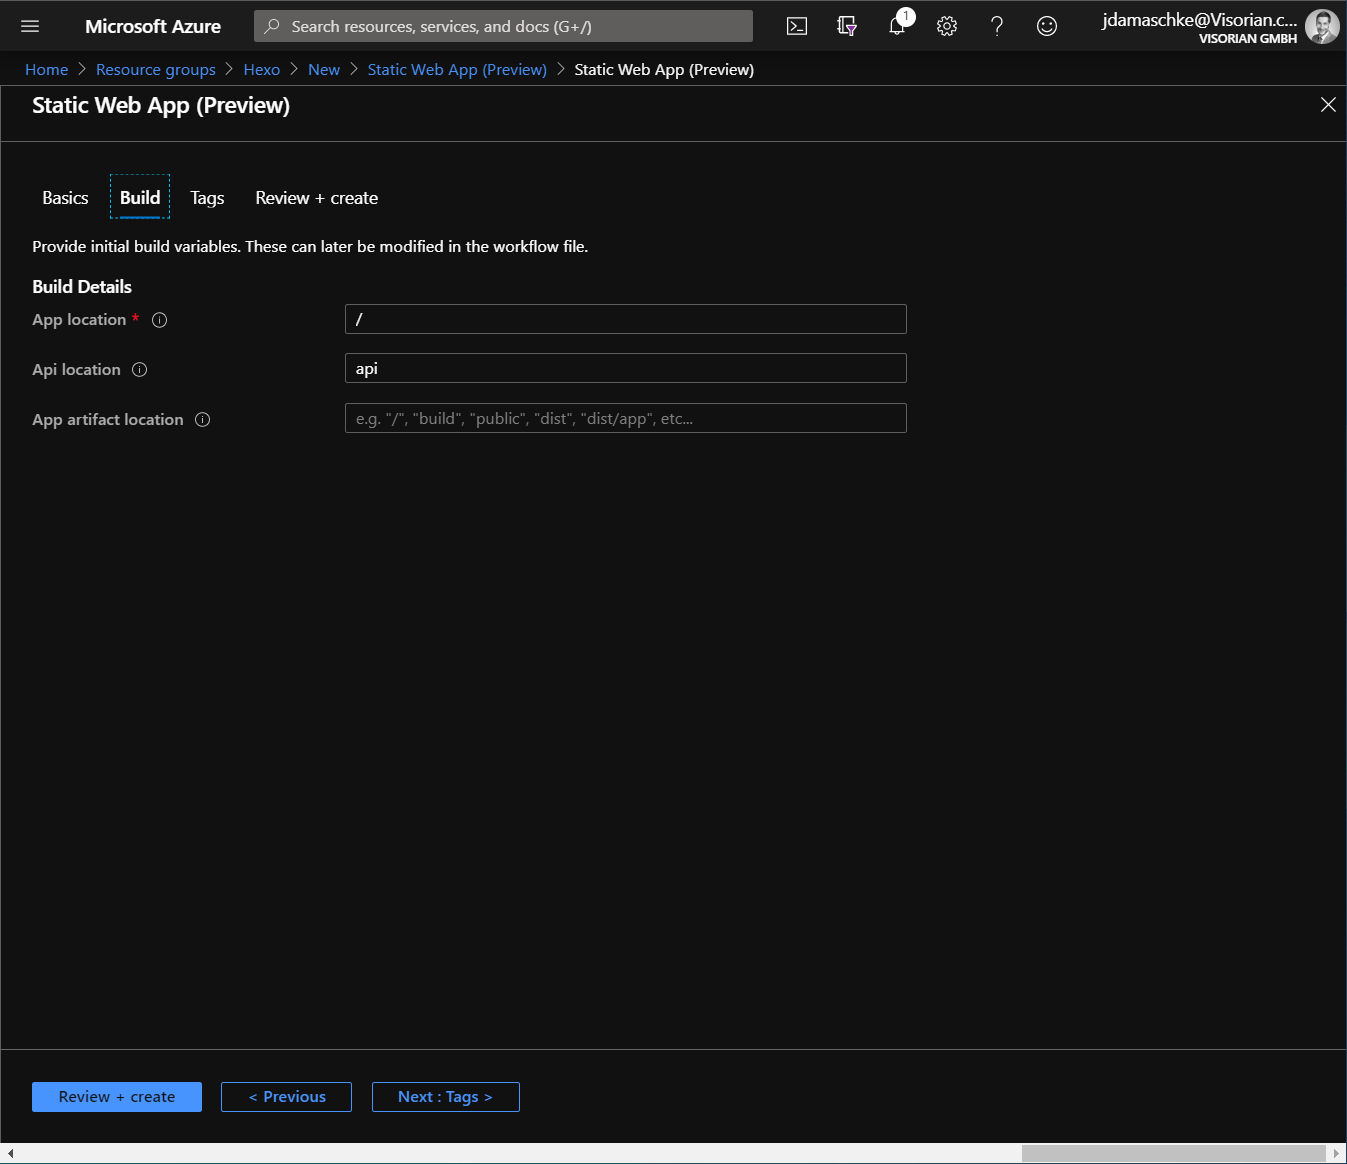 Microsoft Azure
Search resources, services, and docs (G+/)
1
jdamaschke@Visorian.c...
VISORIAN GMBH
Home > Resource groups > Hexo > New > Static Web App (Preview) > Static Web App (Preview)
Static Web App (Preview)
Basics Build Tags Review + create
Provide initial build variables. These can later be modified in the workflow file.
Build Details
App location * /
Api location api
App artifact location e.g. "/", "build", "public", "dist", "dist/app", etc...
Review + create < Previous Next : Tags >